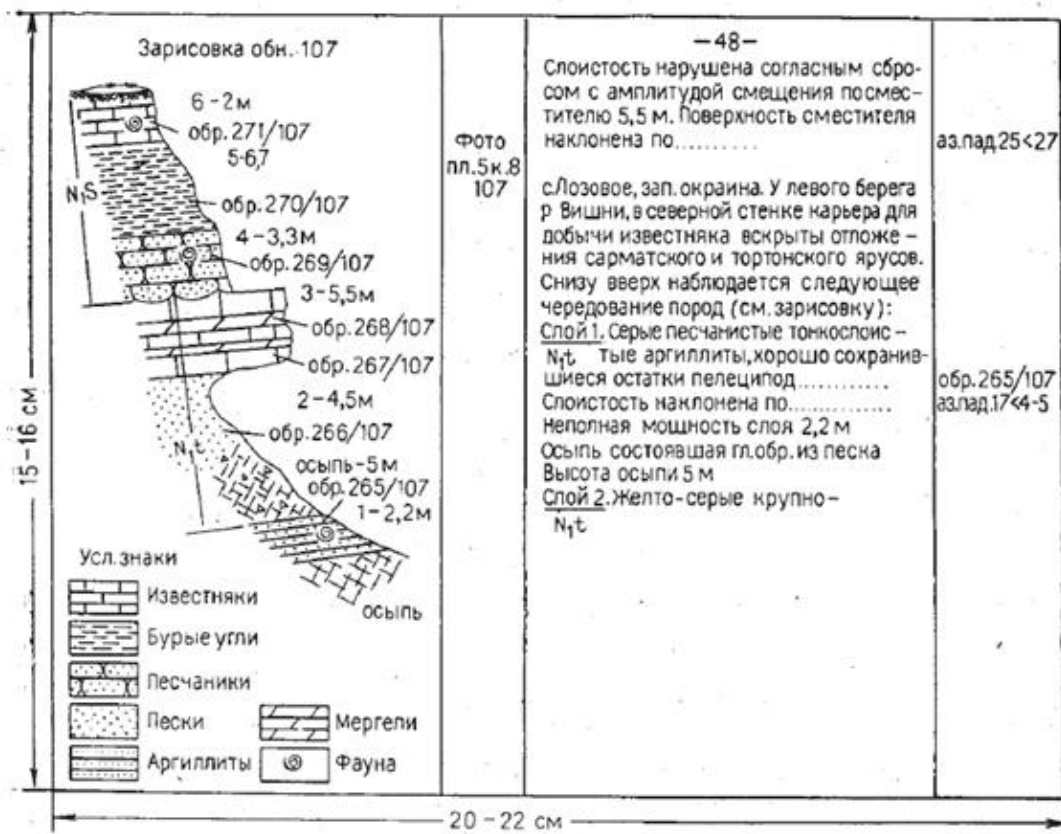 Зарисовка обн. 107
6-2м
обр. 271/107
5-6,7
N₁S
обр. 270/107
4-3,3м
обр. 269/107
3-5,5м
обр. 268/107
обр. 267/107
2-4,5м
обр. 266/107
N₁t
осыпь-5м
обр. 265/107
1-2,2м
осыпь
Усл. знаки
Известняки
Бурые угли
Песчаники
Пески
Мергели
Аргиллиты
Фауна
Фото
пл.5к.8
107
-48-
Слоистость нарушена согласным сбро-
сом с амплитудой смещения посмес-
тителю 5,5 м. Поверхность сместителя
наклонена по..........
аз.пад.25<27
с.Лозовое, зап. окраина. У левого берега
р Вишни, в северной стенке карьера для
добычи известняка вскрыты отложе-
ния сарматского и тортонского ярусов.
Снизу вверх наблюдается следующее
чередование пород (см. зарисовку):
Слой 1. Серые песчанистые тонкослоис-
N₁t тые аргиллиты, хорошо сохранив-
шиеся остатки пелеципод............
обр. 265/107
Слоистость наклонена по.............
аз.пад.17<4-5
Неполная мощность слоя 2,2 м
Осыпь состоявшая гл.обр. из песка
Высота осыпи 5 м
Слой 2. Желто-серые крупно-
N₁t
15-16 см
20-22 см